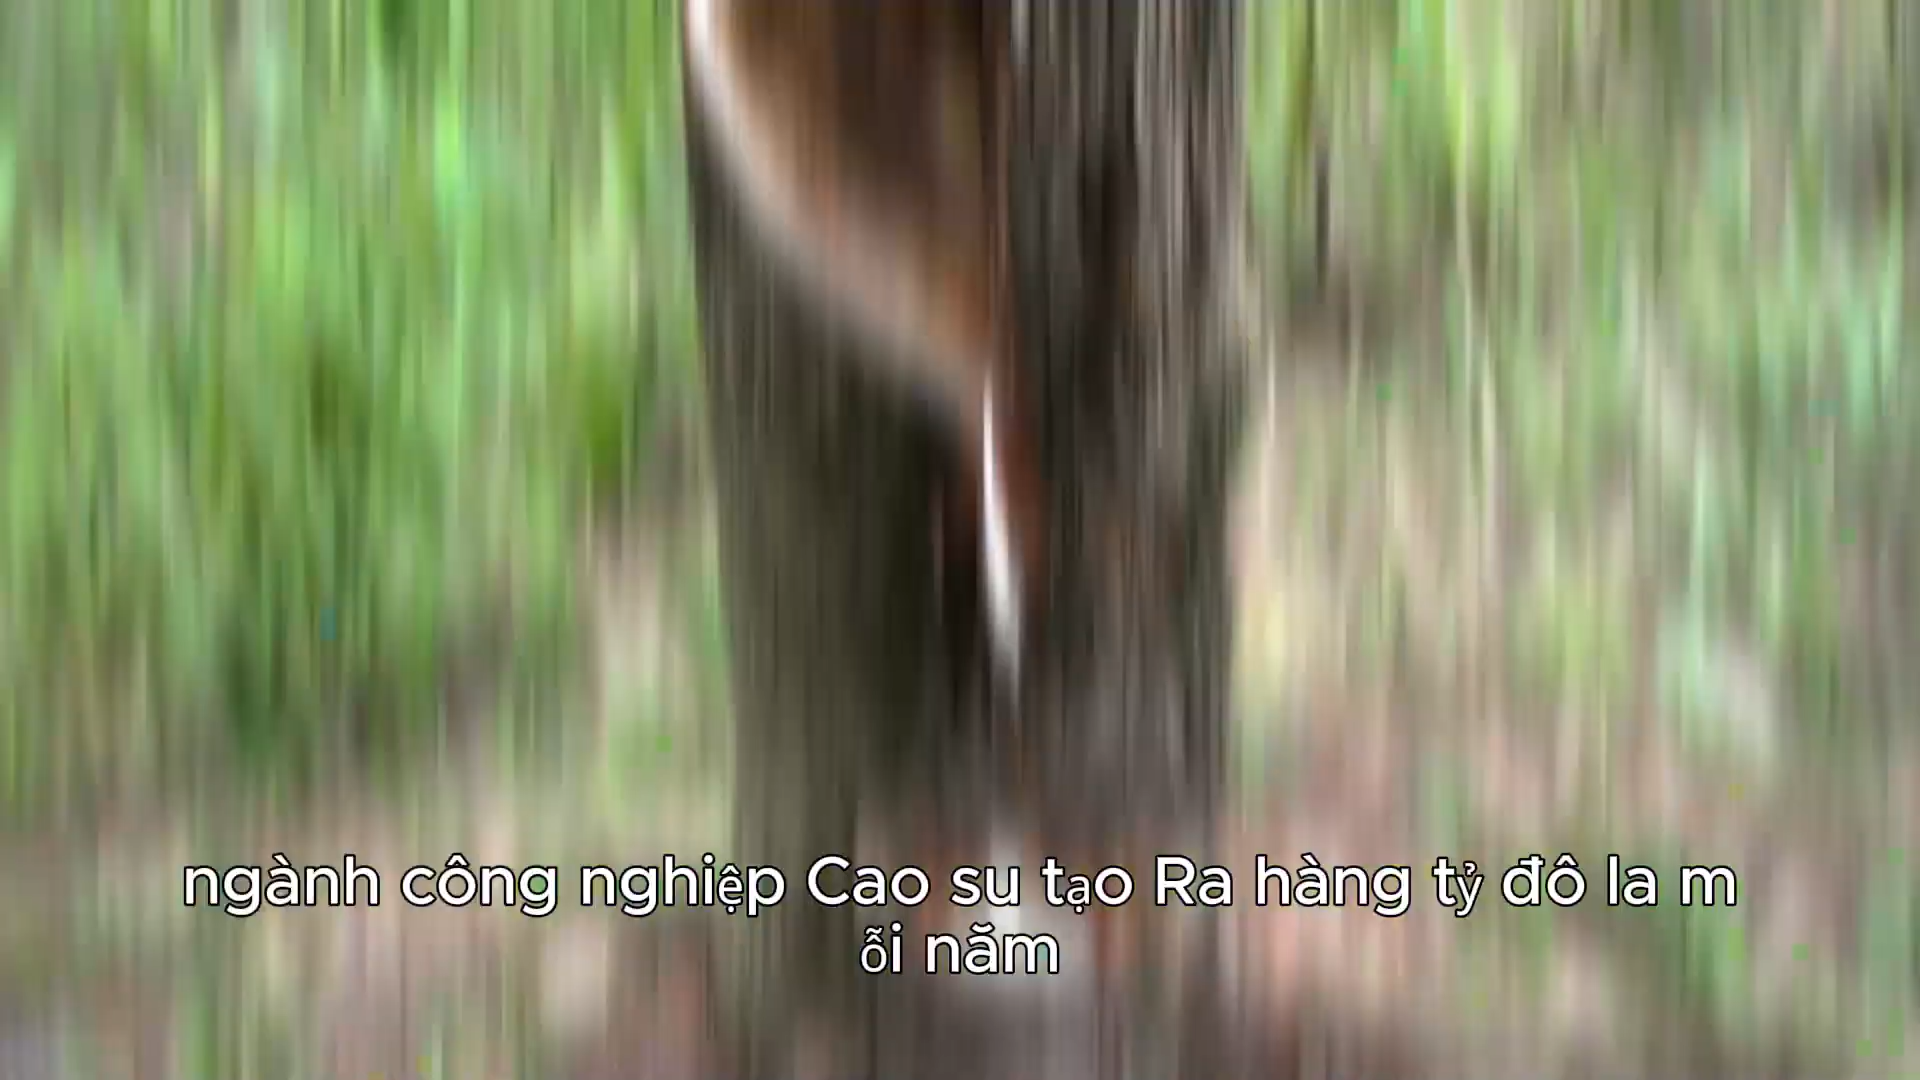 ngành công nghiệp Cao su tạo Ra hàng tỷ đô la m
ỗi năm